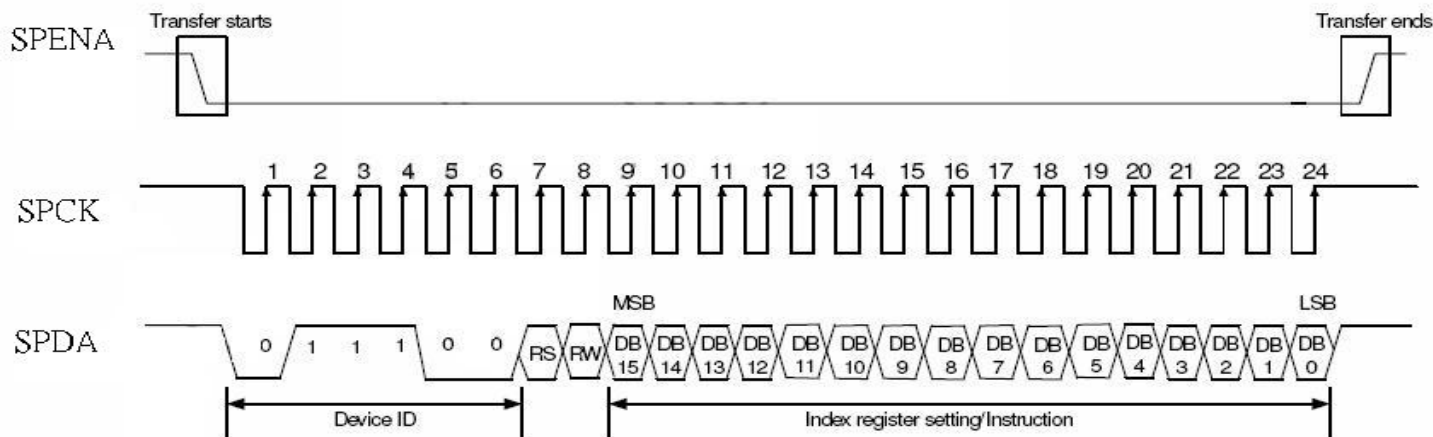 Transfer starts
Transfer ends
SPENA
1 2 3 4 5 6 7 8 9 10 11 12 13 14 15 16 17 18 19 20 21 22 23 24
SPCK
MSB
LSB
SPDA
0 1 1 1 0 0 RS RW DB 15 DB 14 DB 13 DB 12 DB 11 DB 10 DB 9 DB 8 DB 7 DB 6 DB 5 DB 4 DB 3 DB 2 DB 1 DB 0
Device ID
Index register setting/Instruction